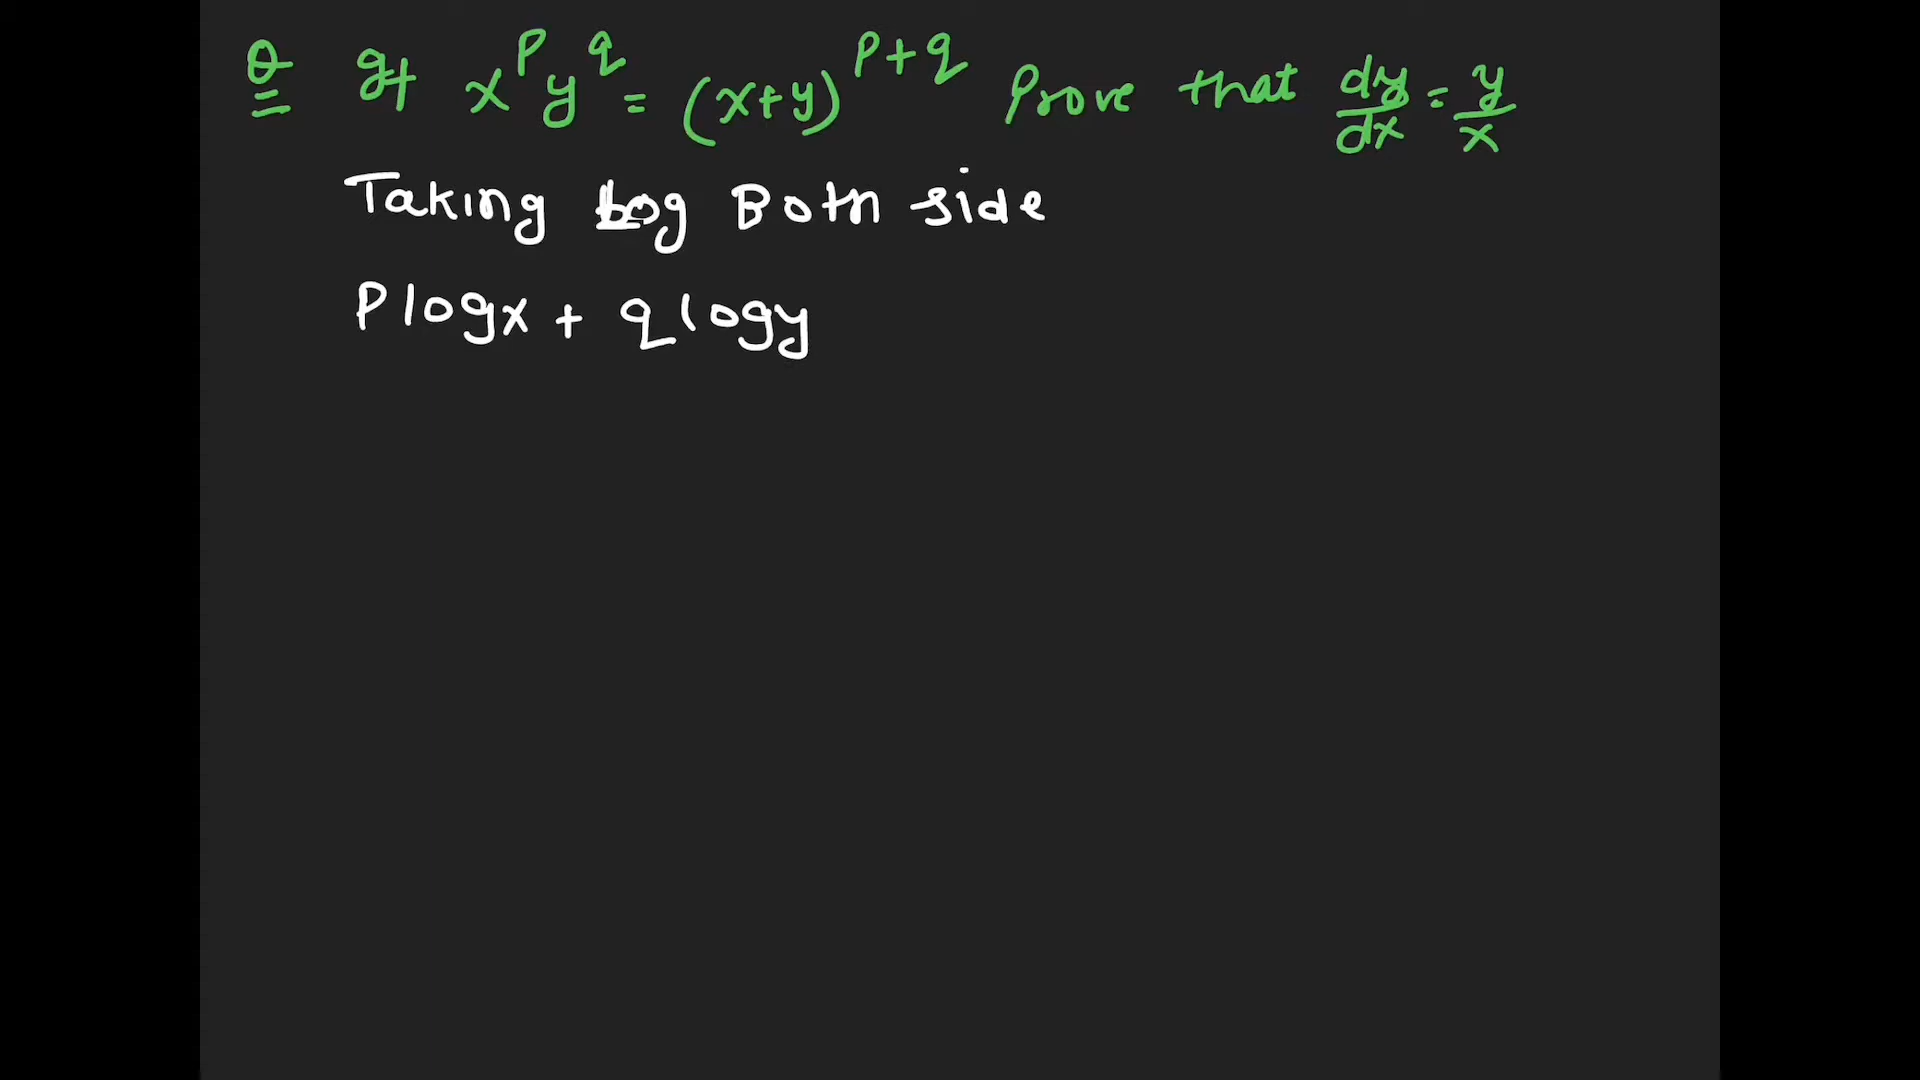 Q If x^p y^q = (x+y)^{p+q} Prove that dy/dx = y/x
Taking Log Both side
P log x + q log y